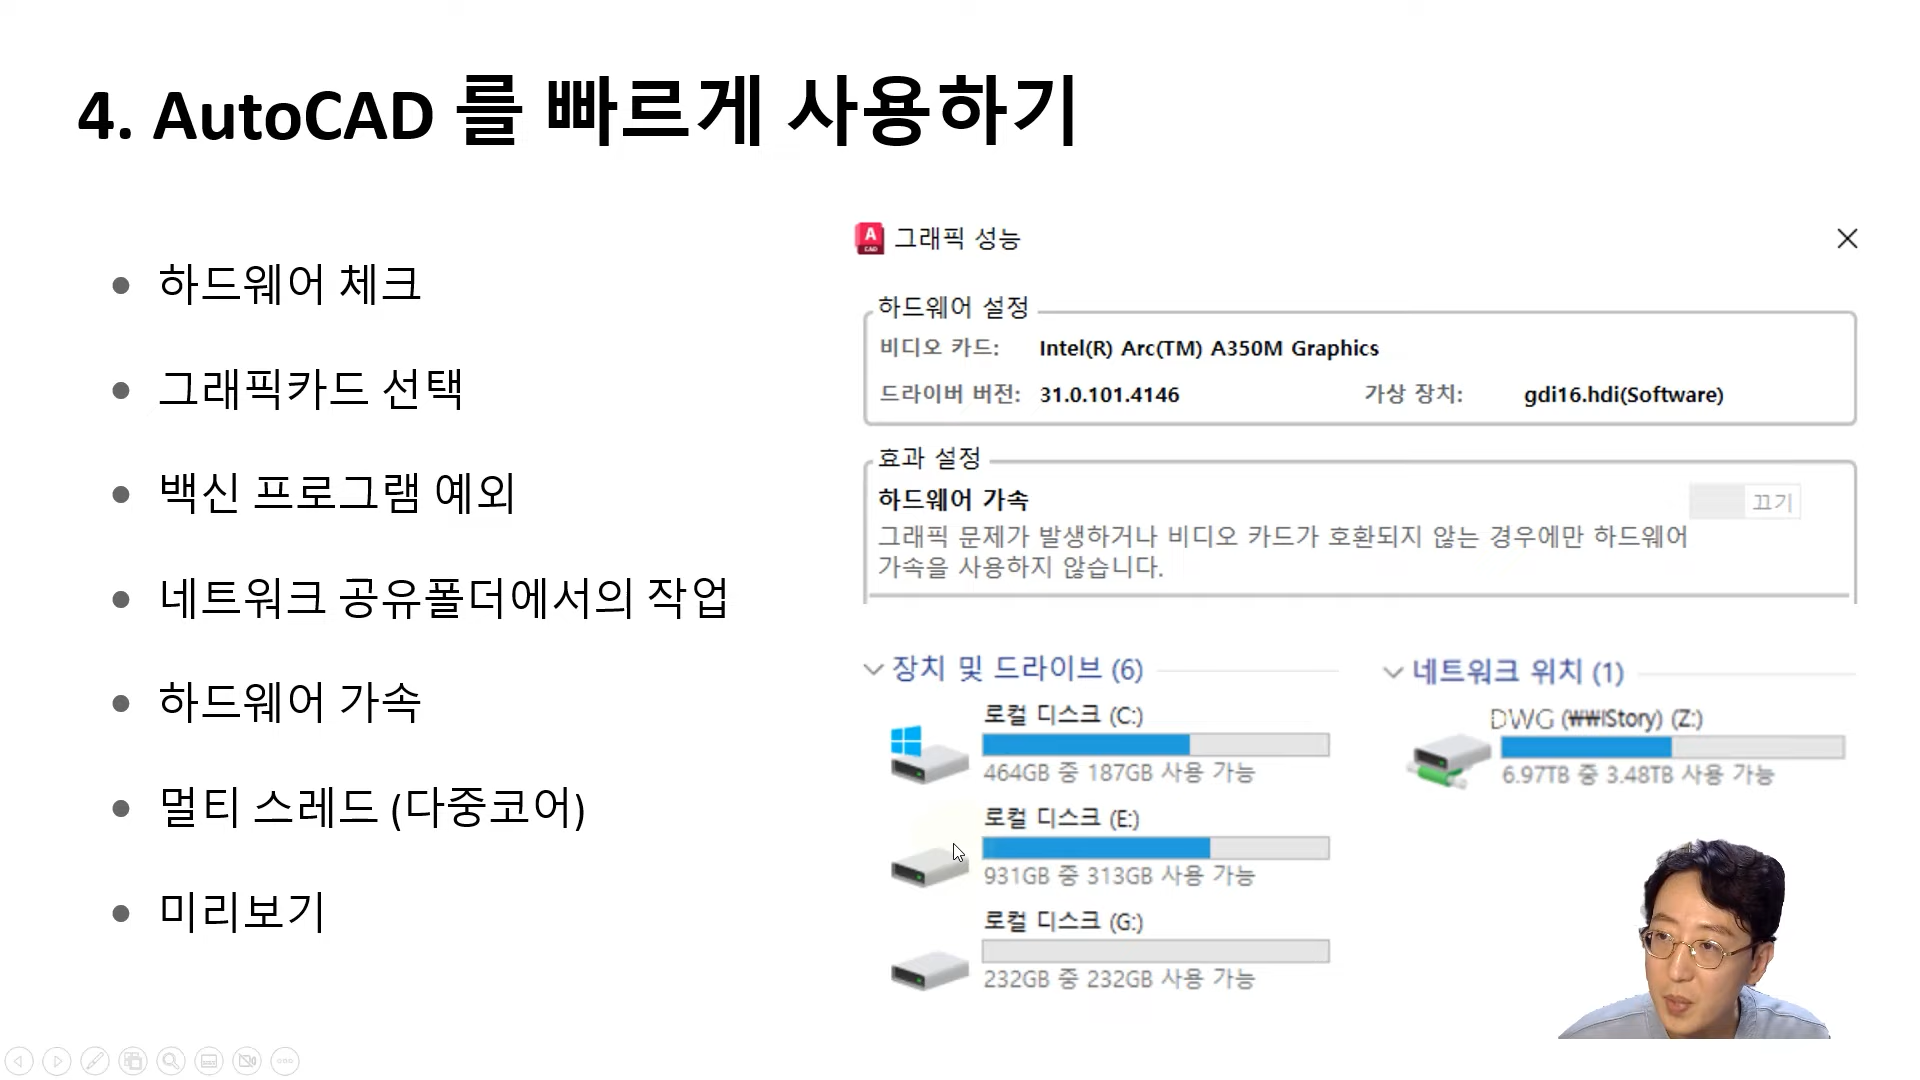 4. AutoCAD 를 빠르게 사용하기
하드웨어 체크
그래픽카드 선택
백신 프로그램 예외
네트워크 공유폴더에서의 작업
하드웨어 가속
멀티 스레드 (다중코어)
미리보기
그래픽 성능
하드웨어 설정
비디오 카드: Intel(R) Arc(TM) A350M Graphics
드라이버 버전: 31.0.101.4146 가상 장치: gdi16.hdi(Software)
효과 설정
하드웨어 가속 끄기
그래픽 문제가 발생하거나 비디오 카드가 호환되지 않는 경우에만 하드웨어
가속을 사용하지 않습니다.
장치 및 드라이브 (6)
로컬 디스크 (C:)
464GB 중 187GB 사용 가능
로컬 디스크 (E:)
931GB 중 313GB 사용 가능
로컬 디스크 (G:)
232GB 중 232GB 사용 가능
네트워크 위치 (1)
DWG (₩₩IStory) (Z:)
6.97TB 중 3.48TB 사용 가능